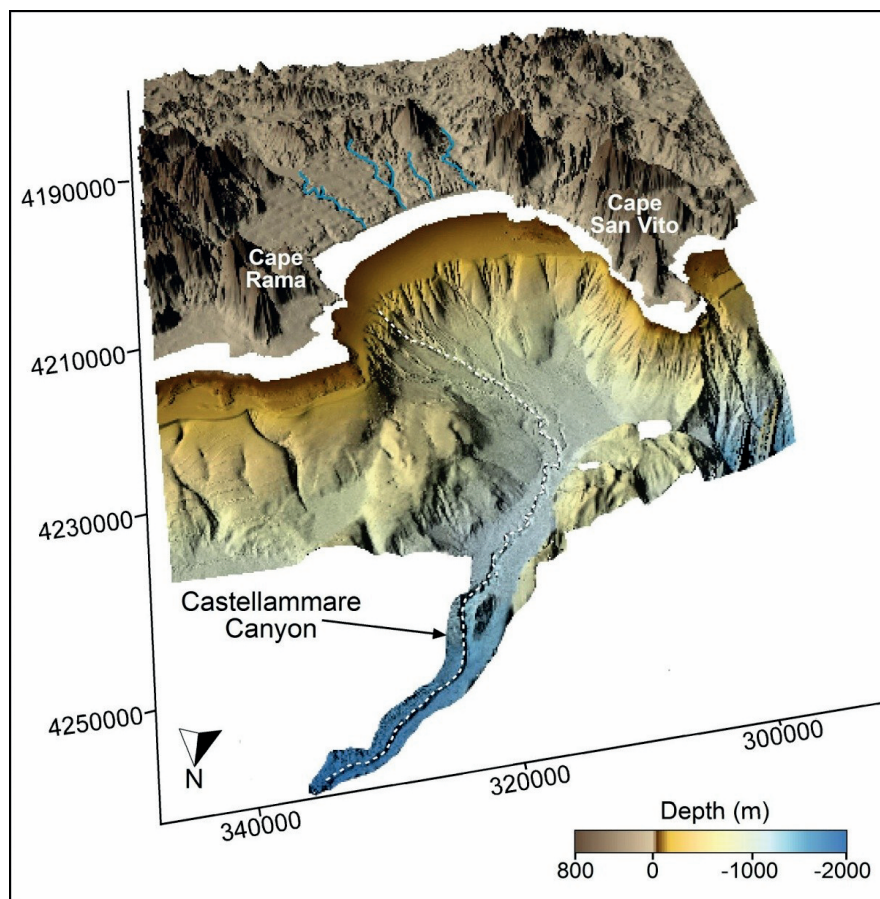 4190000
Cape
San Vito
Cape
Rama
4210000
4230000
Castellammare
Canyon
4250000
N
300000
320000
340000
Depth (m)
800 0 -1000 -2000